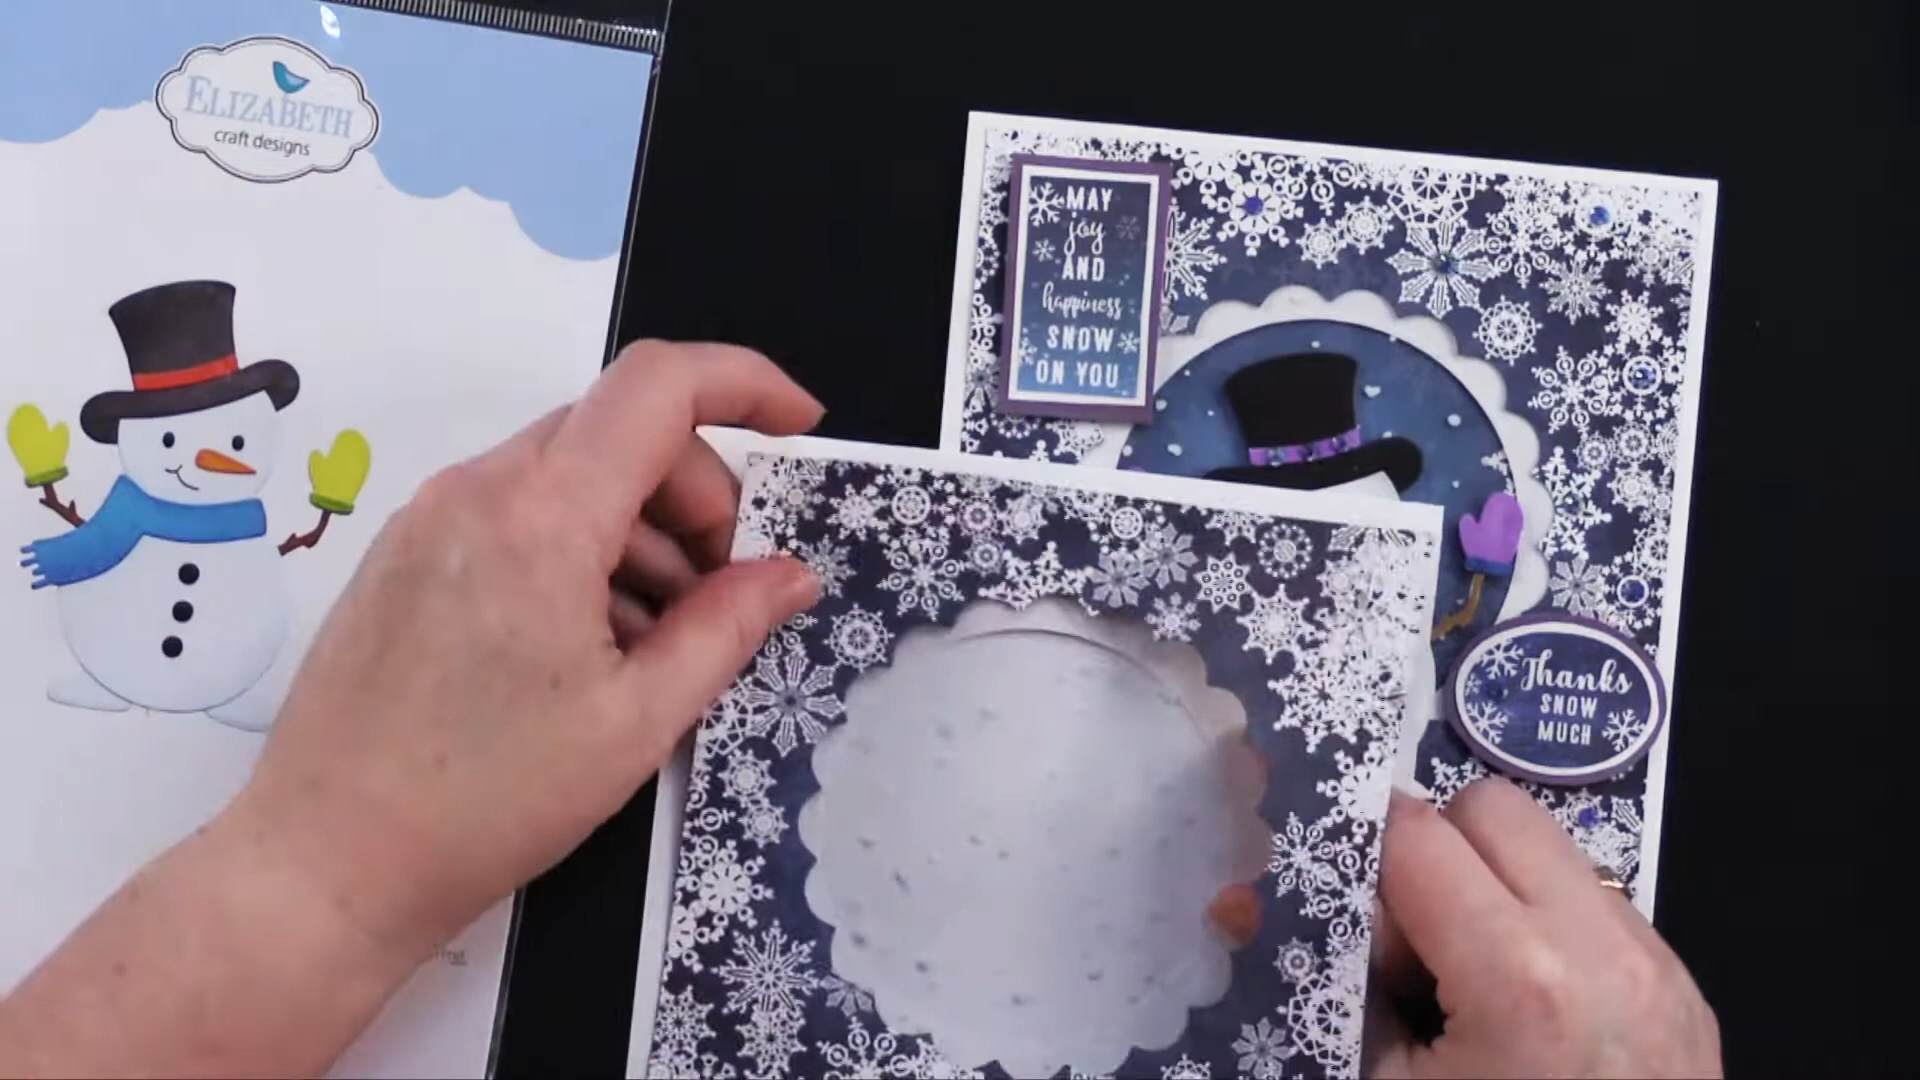 ELIZABETH
craft designs
MAY
joy
AND
happiness
SNOW
ON YOU
Thanks
SNOW
MUCH